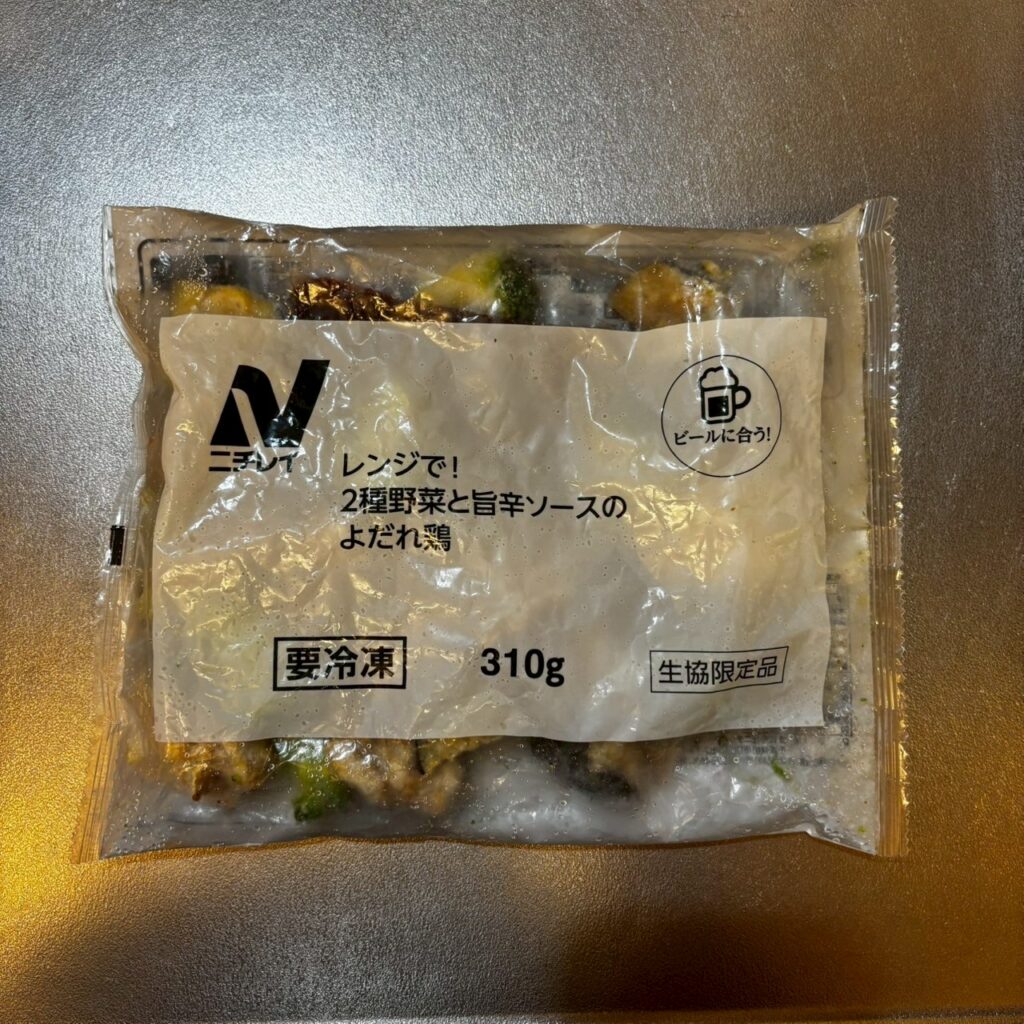 ニチレイ
ビールに合う!
レンジで!
2種野菜と旨辛ソースの
よだれ鶏
要冷凍
310g
生協限定品